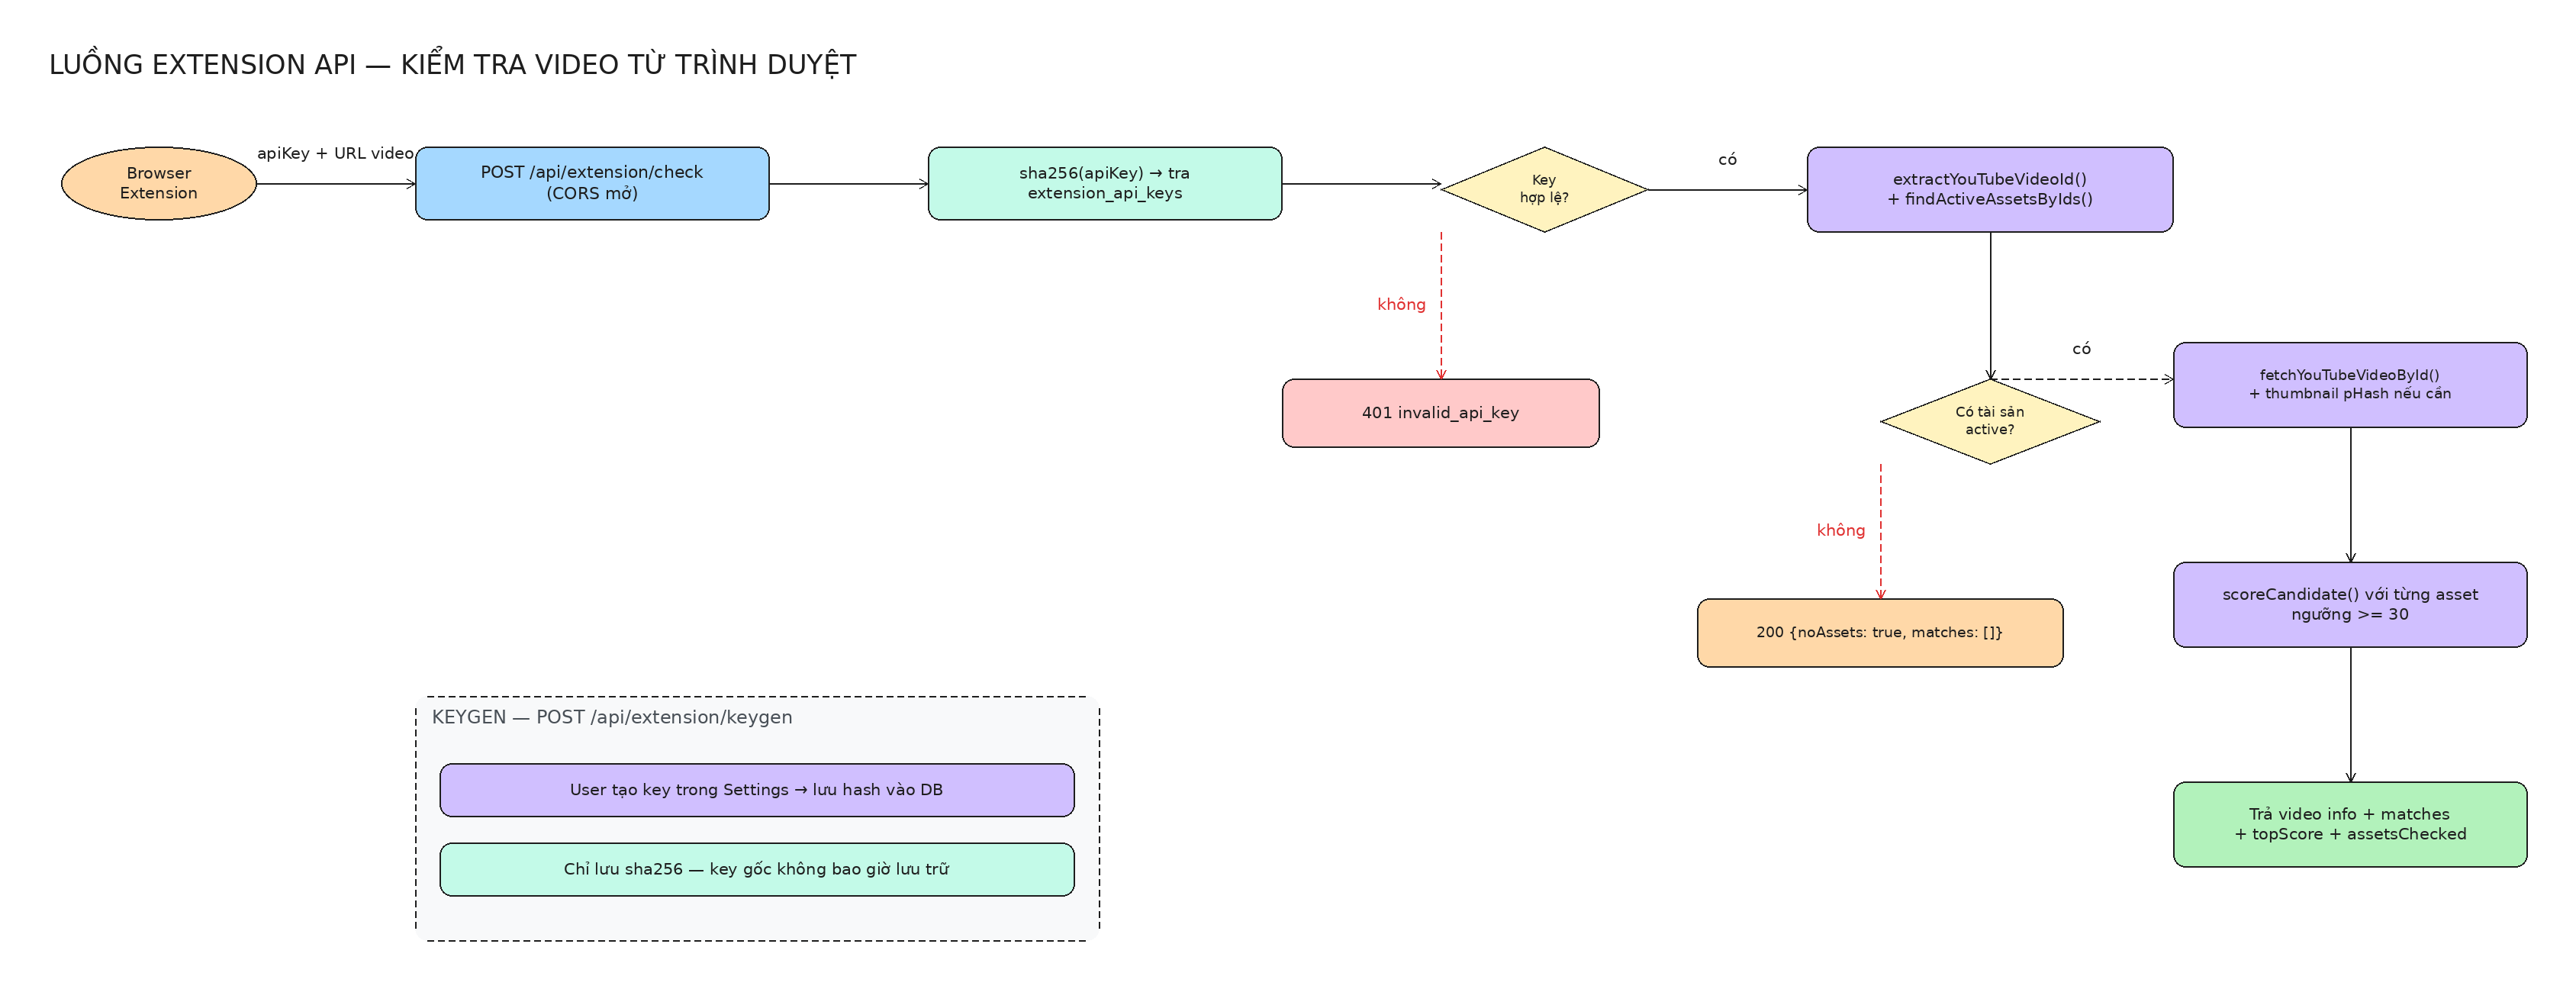 LUỒNG EXTENSION API — KIỂM TRA VIDEO TỪ TRÌNH DUYỆT
Browser
Extension
apiKey + URL video
POST /api/extension/check
(CORS mở)
sha256(apiKey) → tra
extension_api_keys
Key
hợp lệ?
có
extractYouTubeVideoId()
+ findActiveAssetsByIds()
không
401 invalid_api_key
Có tài sản
active?
có
fetchYouTubeVideoById()
+ thumbnail pHash nếu cần
không
200 {noAssets: true, matches: []}
scoreCandidate() với từng asset
ngưỡng >= 30
Trả video info + matches
+ topScore + assetsChecked
KEYGEN — POST /api/extension/keygen
User tạo key trong Settings → lưu hash vào DB
Chỉ lưu sha256 — key gốc không bao giờ lưu trữ